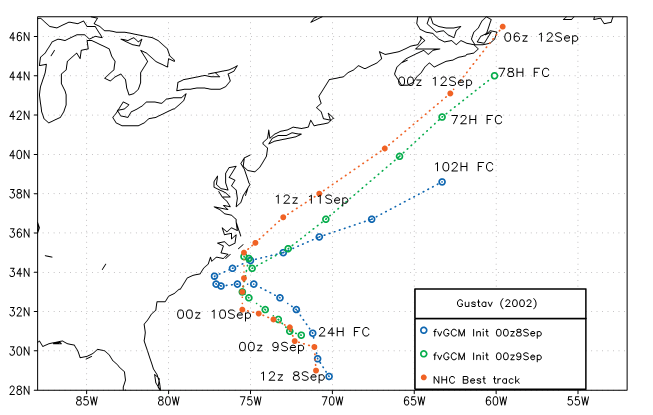 46N
06z 12Sep
44N
00z 12Sep
78H FC
42N
72H FC
40N
102H FC
38N
12z 11Sep
36N
34N
Gustav (2002)
32N
00z 10Sep
24H FC
fvGCM Init 00z8Sep
30N
00z 9Sep
fvGCM Init 00z9Sep
12z 8Sep
NHC Best track
28N
85W
80W
75W
70W
65W
60W
55W